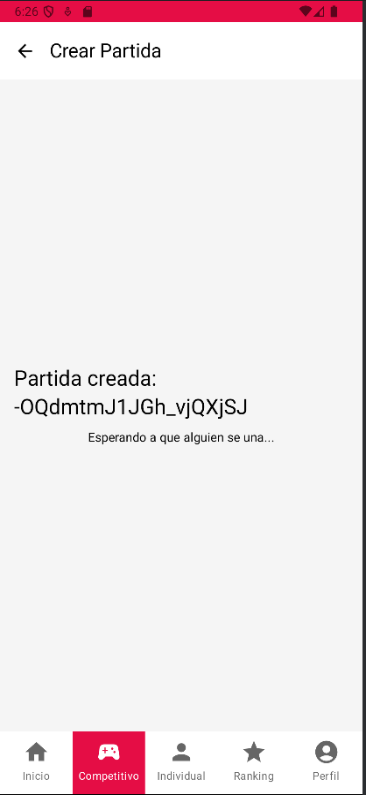 6:26
Crear Partida
Partida creada:
-OQdmtmJ1JGh_vjQXjSJ
Esperando a que alguien se una...
Inicio
Competitivo
Individual
Ranking
Perfil